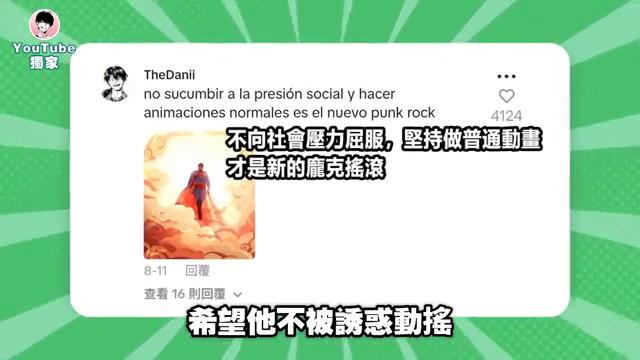 YouTube
獨家
TheDanii
no sucumbir a la presión social y hacer
animaciones normales es el nuevo punk rock
4124
不向社會壓力屈服，堅持做普通動畫
才是新的龐克搖滾
8-11 回覆
查看 16 則回覆
希望他不被誘惑動搖